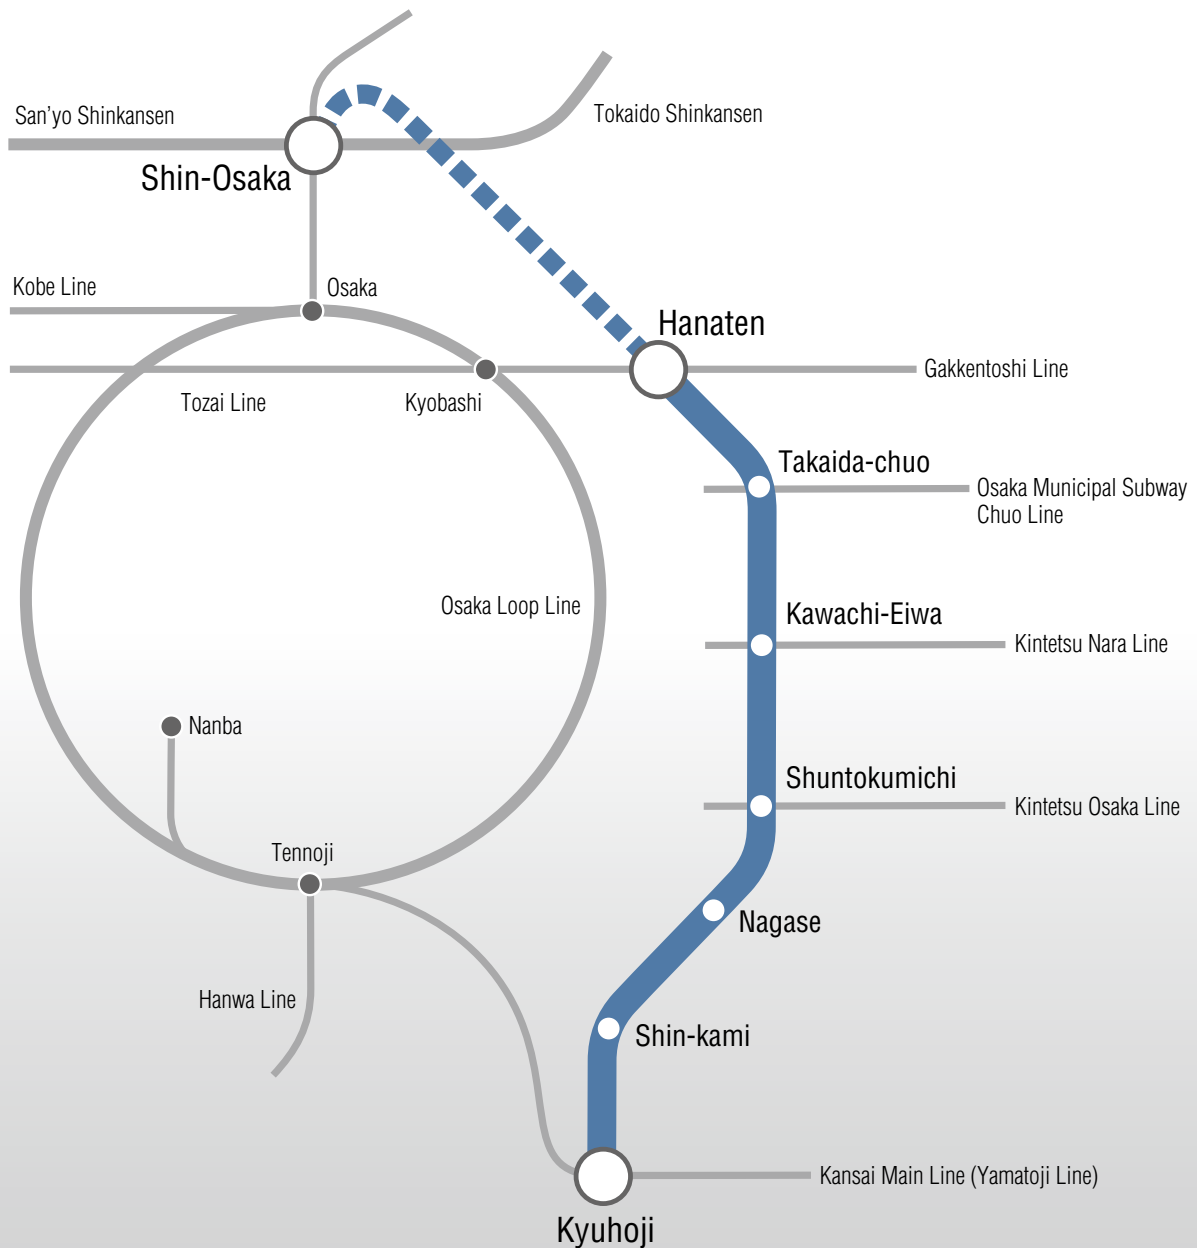 San'yo Shinkansen
Tokaido Shinkansen
Shin-Osaka
Kobe Line
Osaka
Hanaten
Gakkentoshi Line
Tozai Line
Kyobashi
Takaida-chuo
Osaka Municipal Subway
Chuo Line
Osaka Loop Line
Kawachi-Eiwa
Kintetsu Nara Line
Nanba
Shuntokumichi
Kintetsu Osaka Line
Tennoji
Nagase
Hanwa Line
Shin-kami
Kansai Main Line (Yamatoji Line)
Kyuhoji